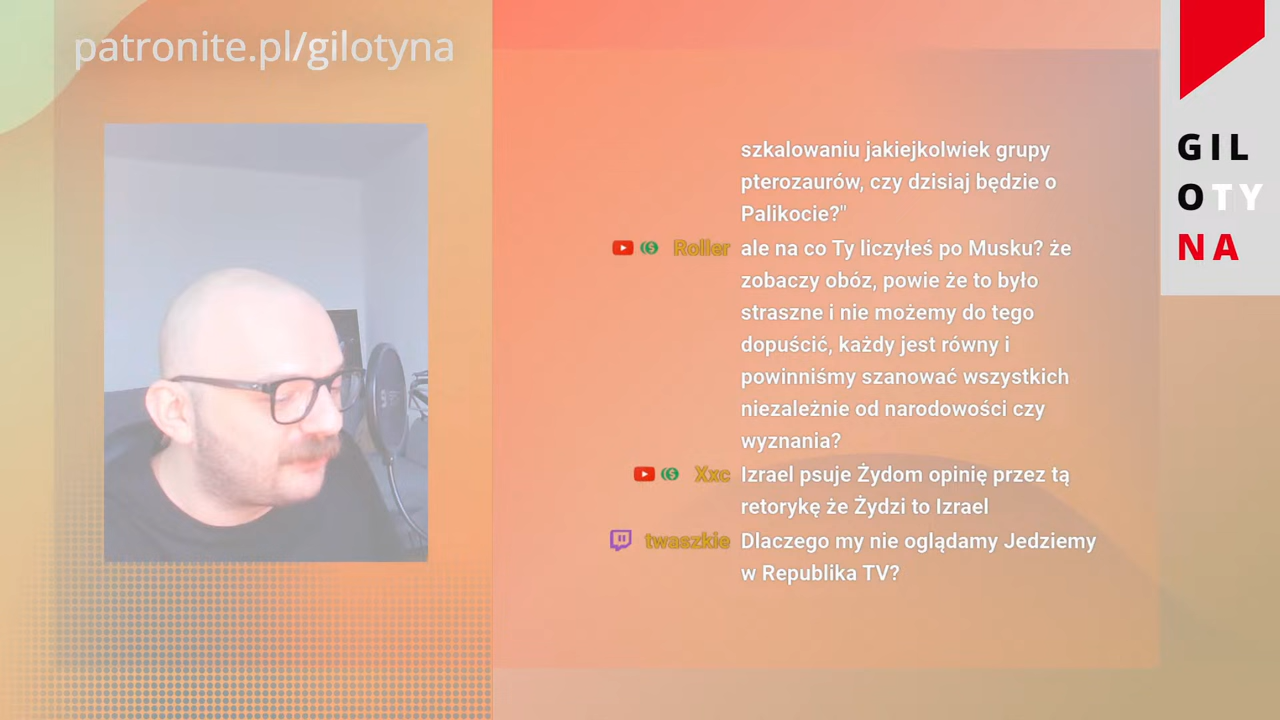 patronite.pl/gilotyna
szkalowaniu jakiejkolwiek grupy
pterozaurów, czy dzisiaj będzie o
Palikocie?"
Roller ale na co Ty liczyłeś po Musku? że
zobaczy obóz, powie że to było
straszne i nie możemy do tego
dopuścić, każdy jest równy i
powinniśmy szanować wszystkich
niezależnie od narodowości czy
wyznania?
Xxc Izrael psuje Żydom opinię przez tą
retorykę że Żydzi to Izrael
twaszkie Dlaczego my nie oglądamy Jedziemy
w Republika TV?
GIL
OTY
NA